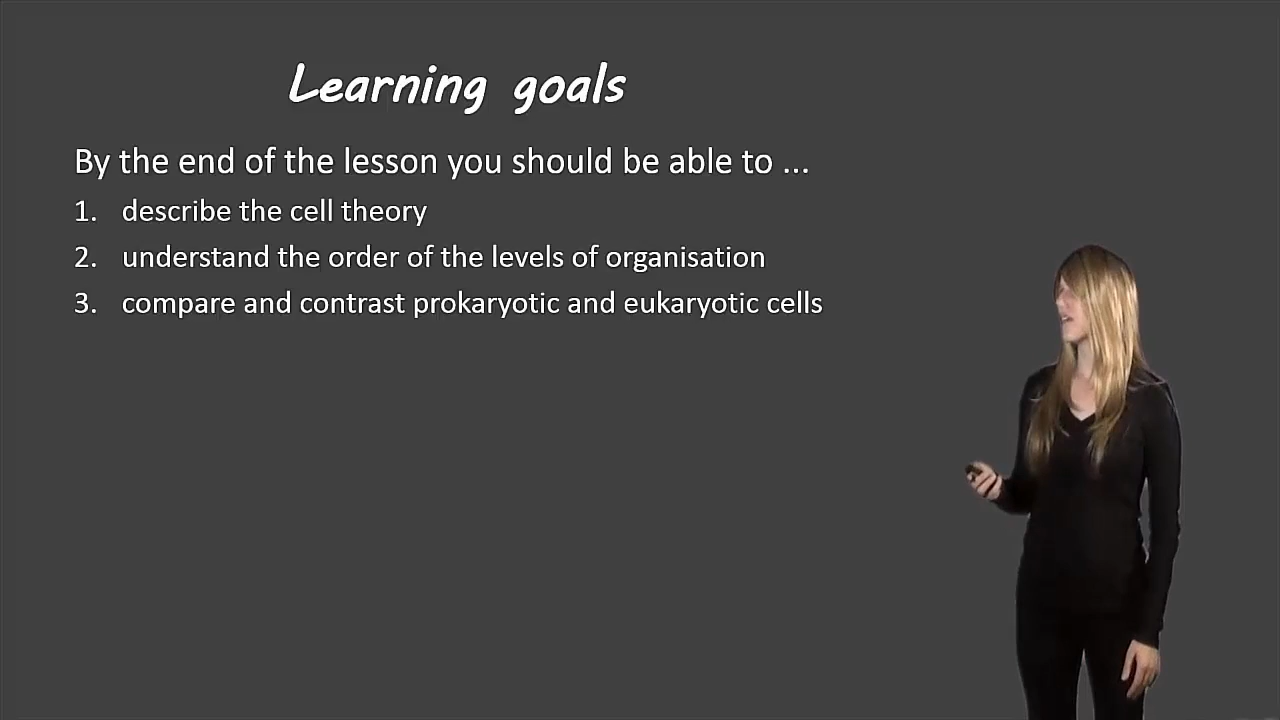 Learning goals
By the end of the lesson you should be able to ...
1. describe the cell theory
2. understand the order of the levels of organisation
3. compare and contrast prokaryotic and eukaryotic cells